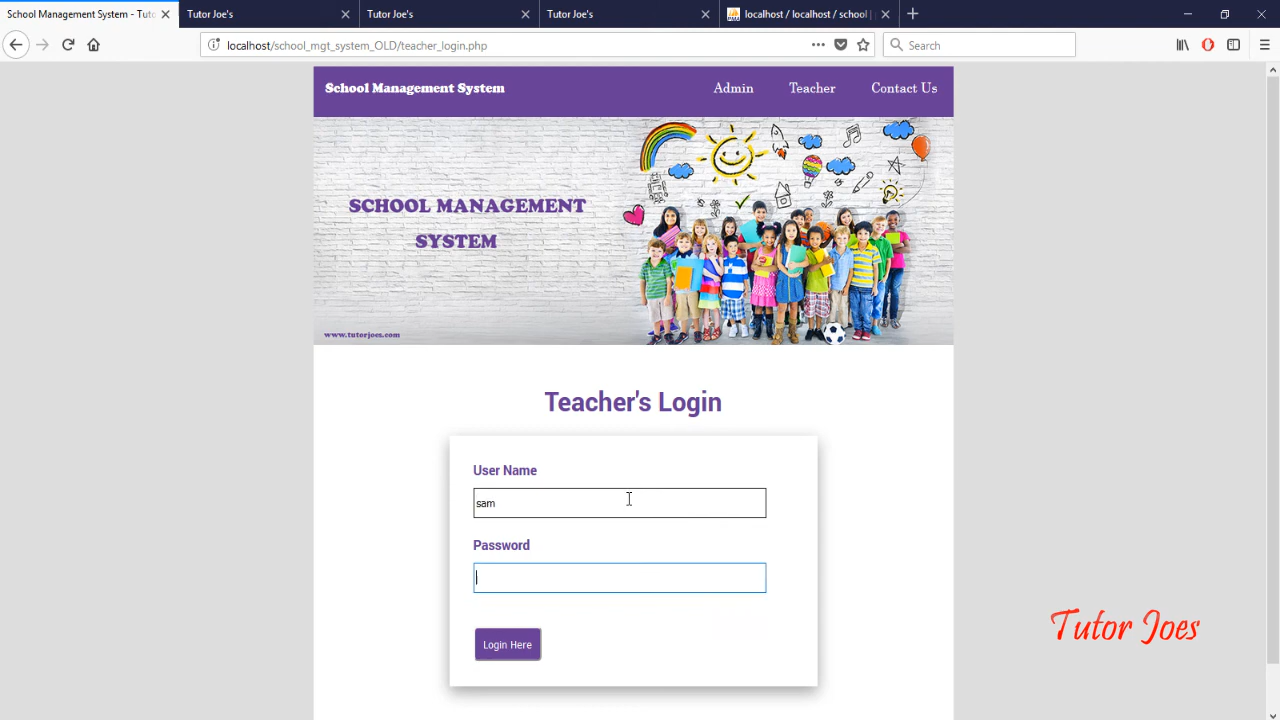 School Management System - Tuto
Tutor Joe's
Tutor Joe's
Tutor Joe's
localhost / localhost / school |
localhost/school_mgt_system_OLD/teacher_login.php
Search
School Management System
Admin
Teacher
Contact Us
SCHOOL MANAGEMENT
SYSTEM
www.tutorjoes.com
Teacher's Login
User Name
sam
Password
Login Here
Tutor Joes